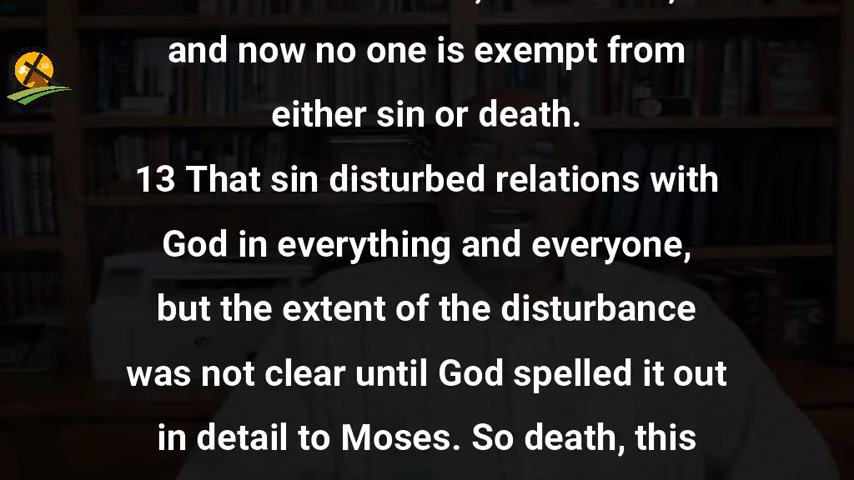 and now no one is exempt from
either sin or death.
13 That sin disturbed relations with
God in everything and everyone,
but the extent of the disturbance
was not clear until God spelled it out
in detail to Moses. So death, this